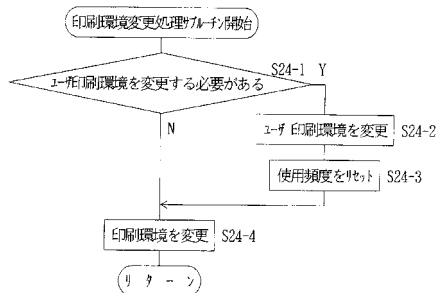 印刷環境変更処理ｻﾌﾞﾙｰﾁﾝ開始
S24-1 Y
ﾕｰｻﾞ印刷環境を変更する必要がある
N
ﾕｰｻﾞ印刷環境を変更 S24-2
使用頻度をﾘｾｯﾄ S24-3
印刷環境を変更 S24-4
ﾘ ﾀ ｰ ﾝ